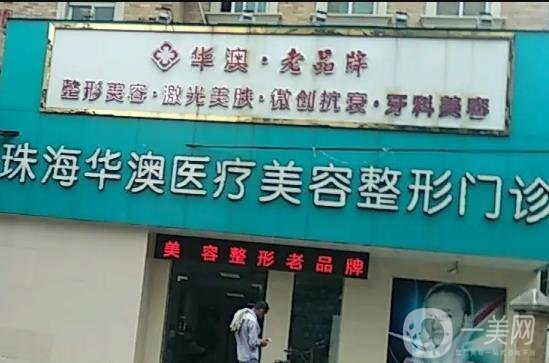 华澳·老品牌
整形美容·激光美肤·微创抗衰·牙科美容
珠海华澳医疗美容整形门诊
美容整形老品牌
一美网